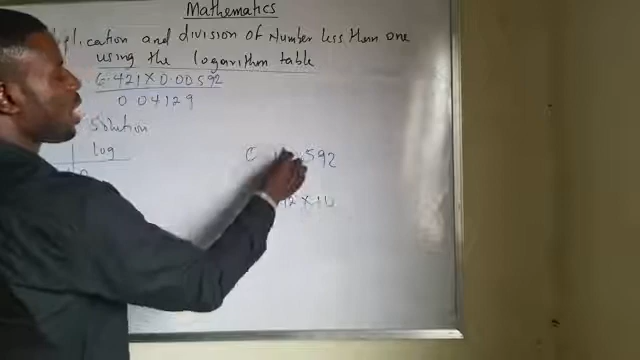 Mathematics
plication and division of Number less than one
using the logarithm table
6.421×0.00592
0 04129
Solution
log
592